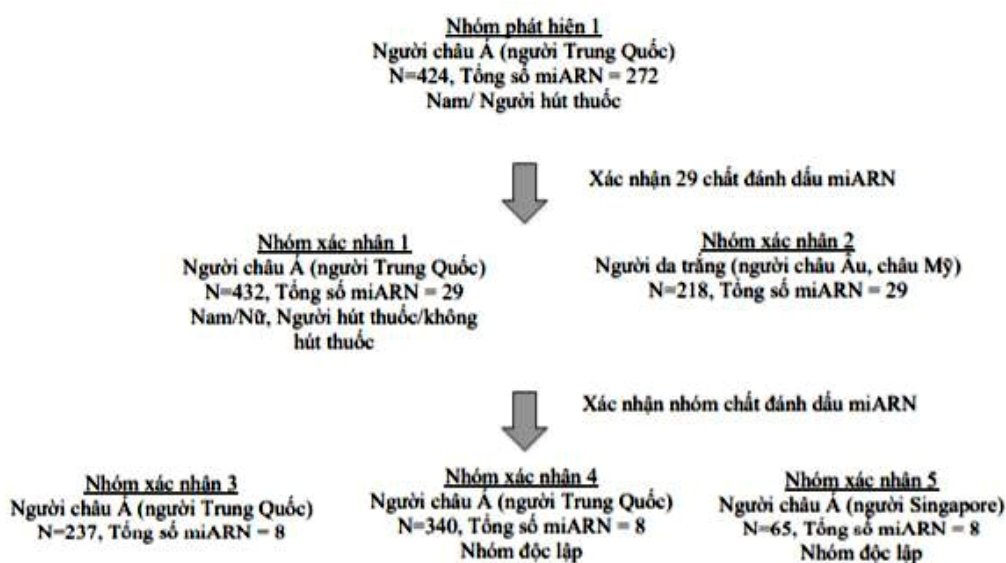 Nhóm phát hiện 1
Người châu Á (người Trung Quốc)
N=424, Tổng số miARN = 272
Nam/ Người hút thuốc
Xác nhận 29 chất đánh dấu miARN
Nhóm xác nhận 1
Người châu Á (người Trung Quốc)
N=432, Tổng số miARN = 29
Nam/Nữ, Người hút thuốc/không
hút thuốc
Nhóm xác nhận 2
Người da trắng (người châu Âu, châu Mỹ)
N=218, Tổng số miARN = 29
Xác nhận nhóm chất đánh dấu miARN
Nhóm xác nhận 3
Người châu Á (người Trung Quốc)
N=237, Tổng số miARN = 8
Nhóm xác nhận 4
Người châu Á (người Trung Quốc)
N=340, Tổng số miARN = 8
Nhóm độc lập
Nhóm xác nhận 5
Người châu Á (người Singapore)
N=65, Tổng số miARN = 8
Nhóm độc lập